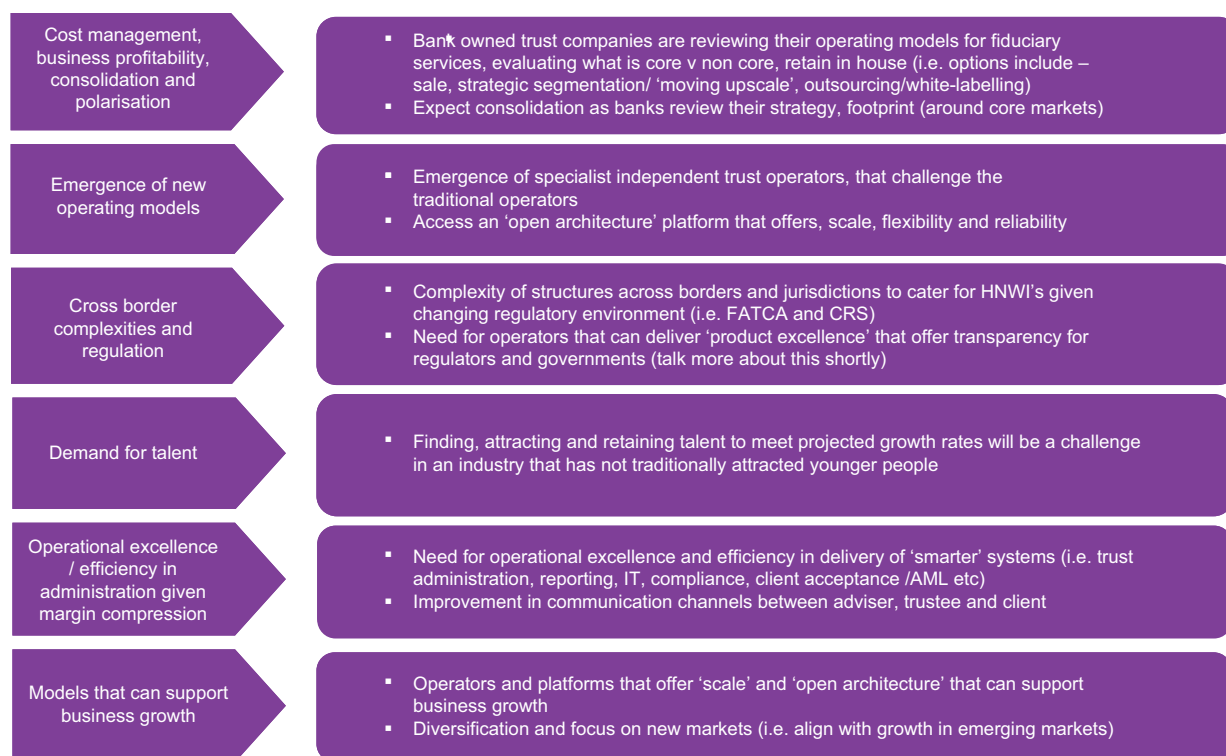 Cost management,
business profitability,
consolidation and
polarisation
▪ Bank owned trust companies are reviewing their operating models for fiduciary
services, evaluating what is core v non core, retain in house (i.e. options include –
sale, strategic segmentation/ ‘moving upscale’, outsourcing/white-labelling)
▪ Expect consolidation as banks review their strategy, footprint (around core markets)
Emergence of new
operating models
▪ Emergence of specialist independent trust operators, that challenge the
traditional operators
▪ Access an ‘open architecture’ platform that offers, scale, flexibility and reliability
Cross border
complexities and
regulation
▪ Complexity of structures across borders and jurisdictions to cater for HNWI’s given
changing regulatory environment (i.e. FATCA and CRS)
▪ Need for operators that can deliver ‘product excellence’ that offer transparency for
regulators and governments (talk more about this shortly)
Demand for talent
▪ Finding, attracting and retaining talent to meet projected growth rates will be a challenge
in an industry that has not traditionally attracted younger people
Operational excellence
/ efficiency in
administration given
margin compression
▪ Need for operational excellence and efficiency in delivery of ‘smarter’ systems (i.e. trust
administration, reporting, IT, compliance, client acceptance /AML etc)
▪ Improvement in communication channels between adviser, trustee and client
Models that can support
business growth
▪ Operators and platforms that offer ‘scale’ and ‘open architecture’ that can support
business growth
▪ Diversification and focus on new markets (i.e. align with growth in emerging markets)